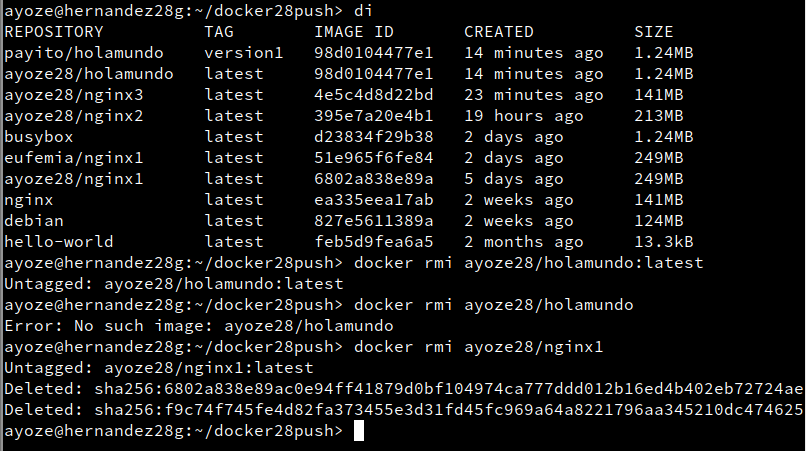 ayoze@hernandez28g:~/docker28push> di
REPOSITORY TAG IMAGE ID CREATED SIZE
payito/holamundo version1 98d0104477e1 14 minutes ago 1.24MB
ayoze28/holamundo latest 98d0104477e1 14 minutes ago 1.24MB
ayoze28/nginx3 latest 4e5c4d8d22bd 23 minutes ago 141MB
ayoze28/nginx2 latest 395e7a20e4b1 19 hours ago 213MB
busybox latest d23834f29b38 2 days ago 1.24MB
eufemia/nginx1 latest 51e965f6fe84 2 days ago 249MB
ayoze28/nginx1 latest 6802a838e89a 5 days ago 249MB
nginx latest ea335eea17ab 2 weeks ago 141MB
debian latest 827e5611389a 2 weeks ago 124MB
hello-world latest feb5d9fea6a5 2 months ago 13.3kB
ayoze@hernandez28g:~/docker28push> docker rmi ayoze28/holamundo:latest
Untagged: ayoze28/holamundo:latest
ayoze@hernandez28g:~/docker28push> docker rmi ayoze28/holamundo
Error: No such image: ayoze28/holamundo
ayoze@hernandez28g:~/docker28push> docker rmi ayoze28/nginx1
Untagged: ayoze28/nginx1:latest
Deleted: sha256:6802a838e89ac0e94ff41879d0bf104974ca777ddd012b16ed4b402eb72724ae
Deleted: sha256:f9c74f745fe4d82fa373455e3d31fd45fc969a64a8221796aa345210dc474625
ayoze@hernandez28g:~/docker28push>